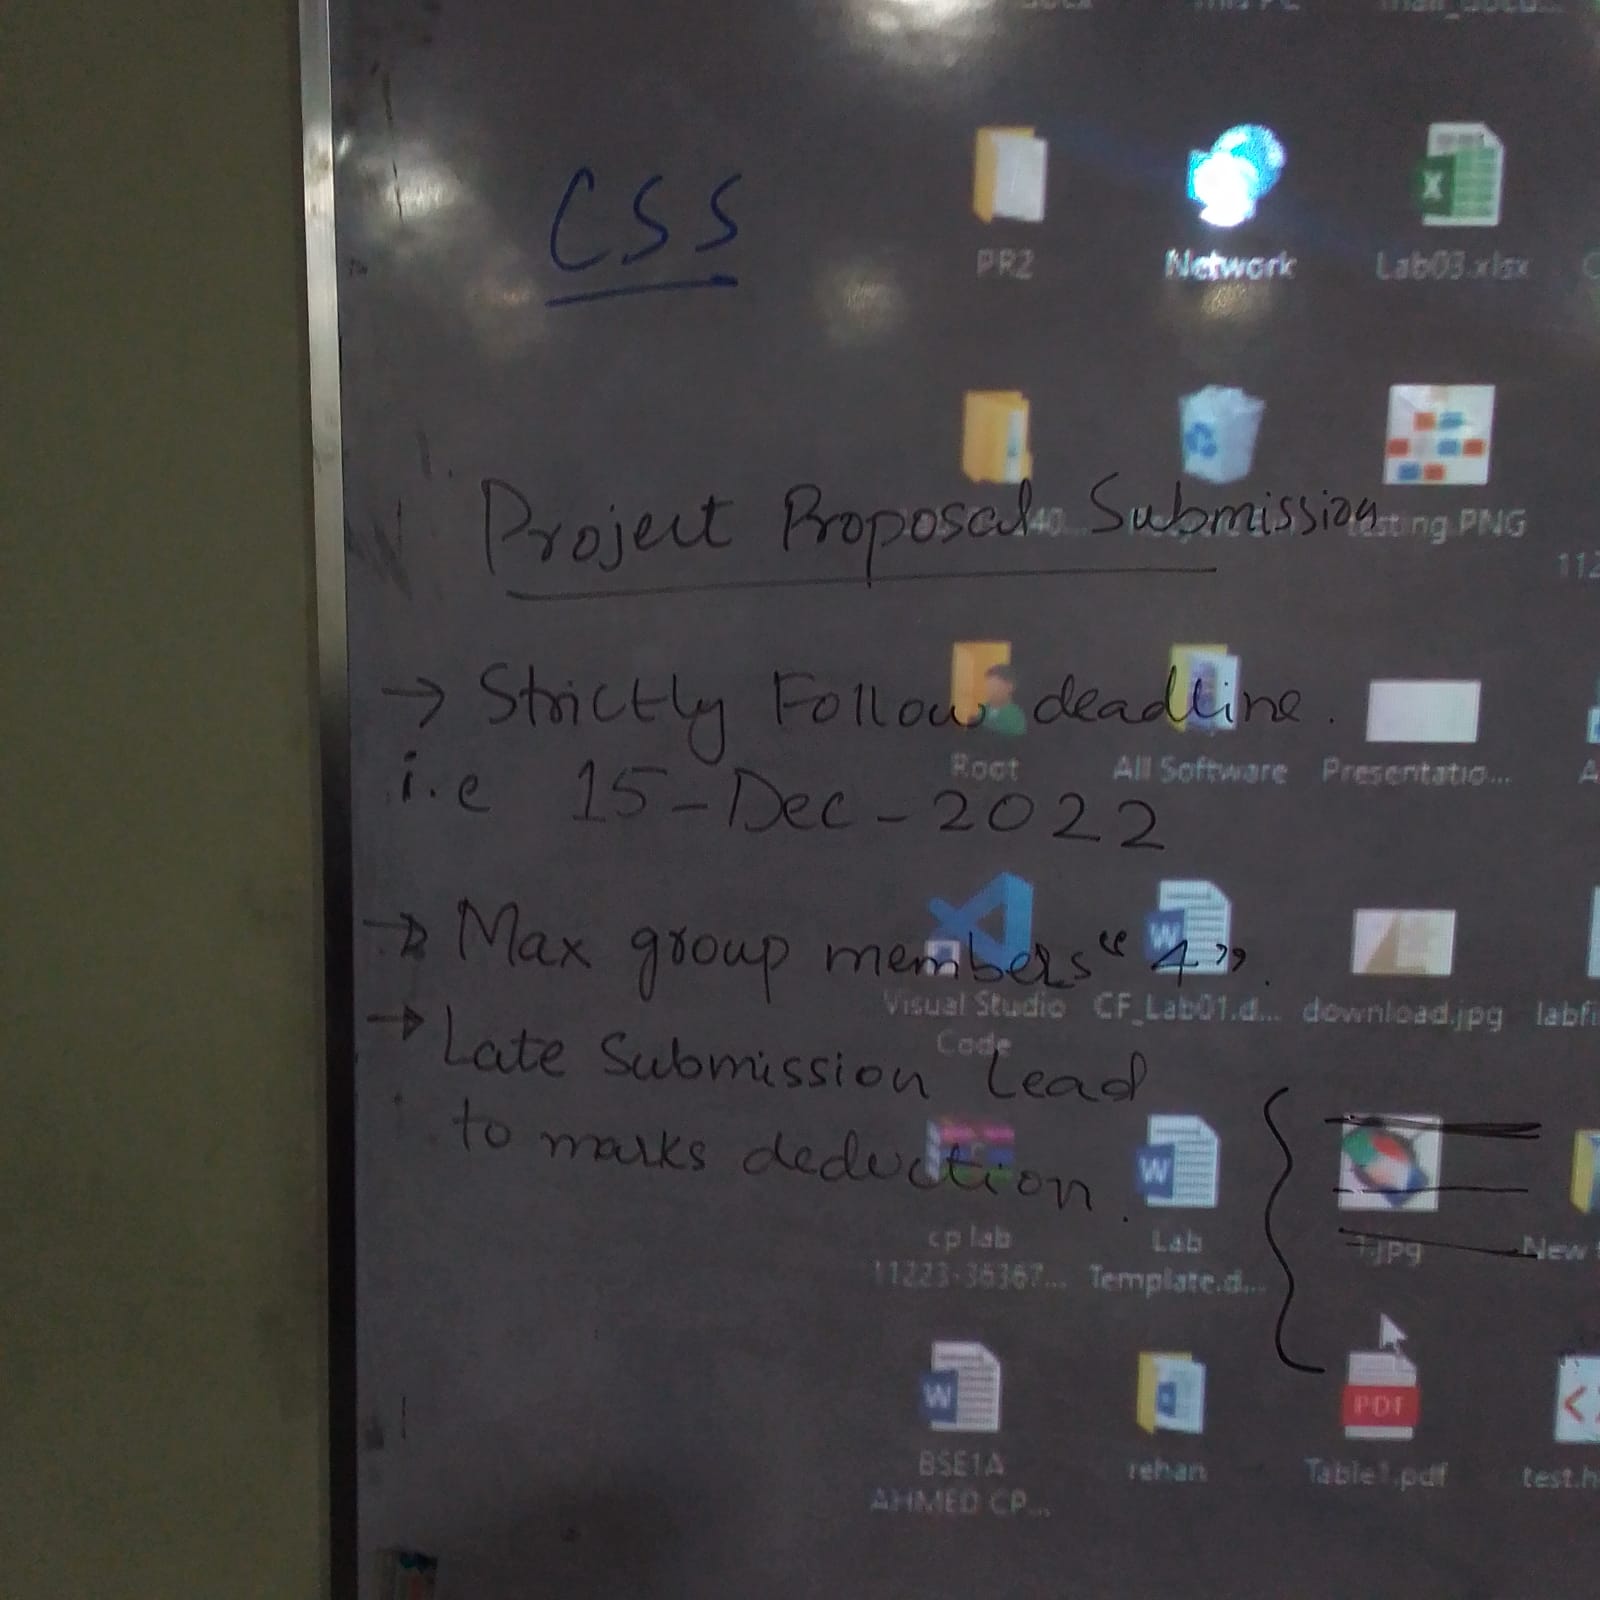 CSS
PR2
Network
Lab03.xlsx
Project Proposal Submission
ting.PNG
→ Strictly Follow deadline.
Root
All Software
Presentatio...
i.e 15-Dec-2022
→ Max group members “4”.
Visual Studio Code
CF_Lab01.d...
download.jpg
labfi
→ Late Submission Lead
to marks deduction.
cp lab
11223-36367...
Lab
Template.d...
1.jpg
New
BSE1A
AHMED CP...
rehan
PDF
Table1.pdf
test.h